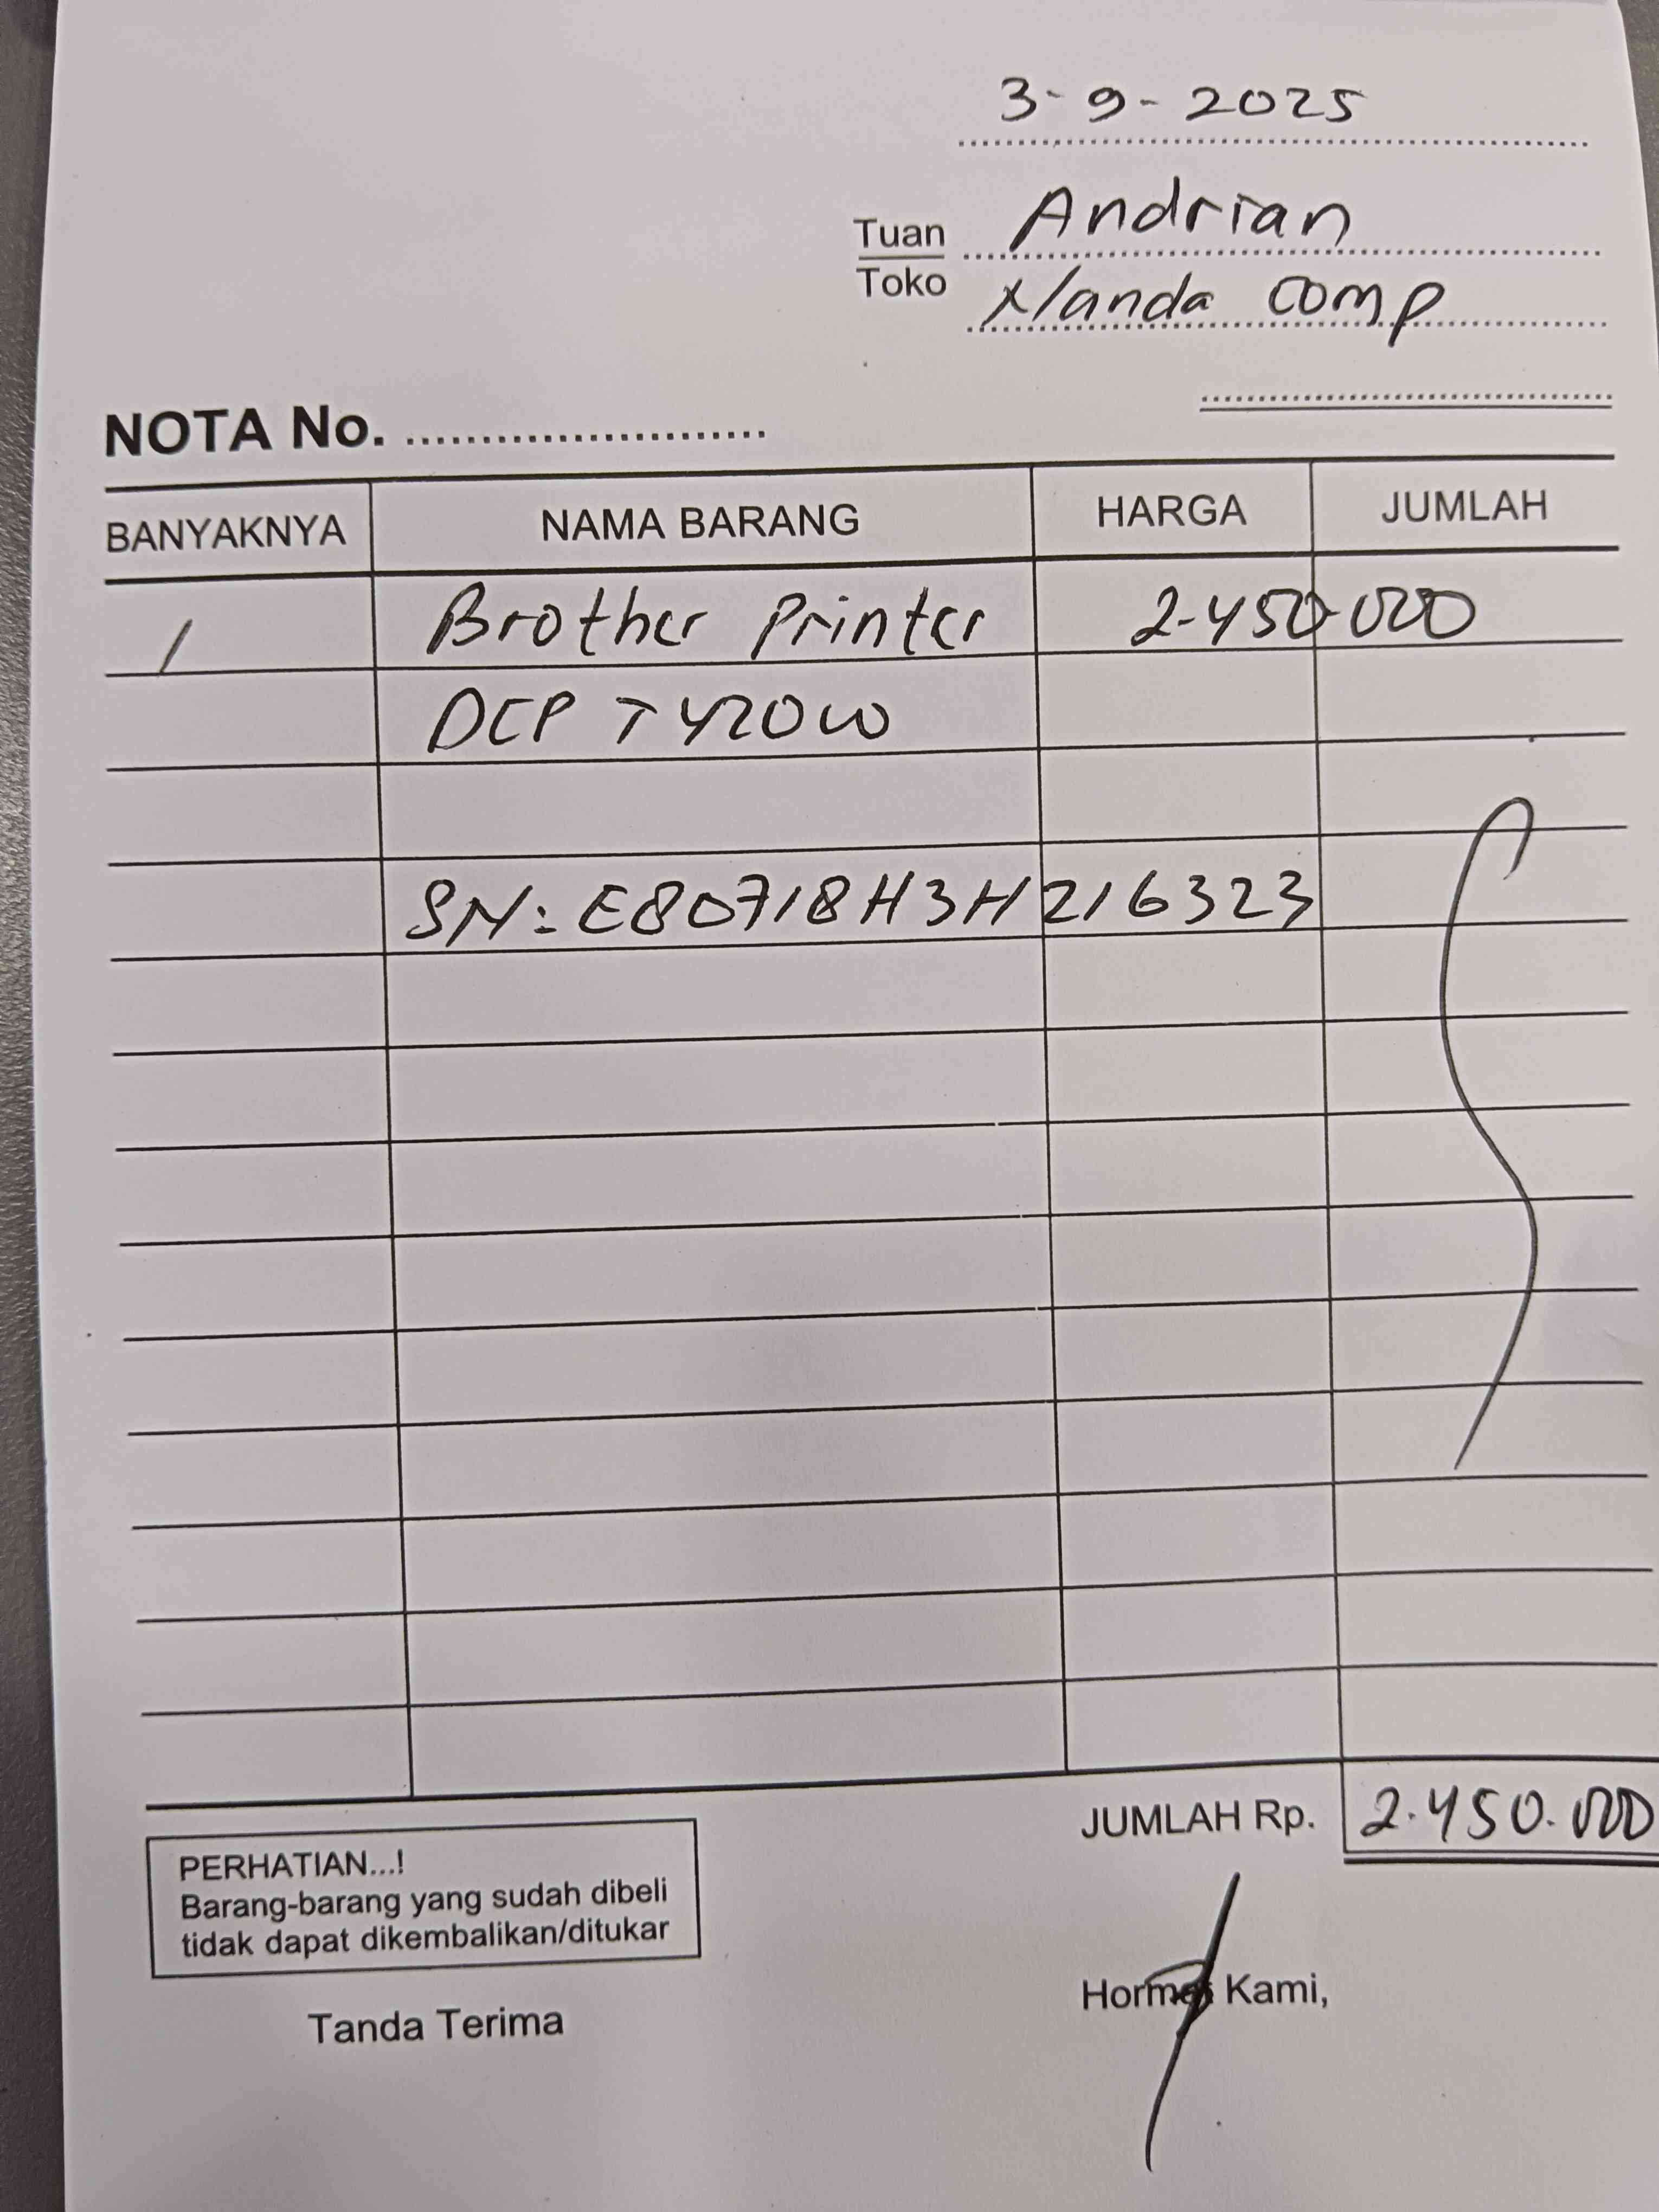 3-9-2025
Tuan Andrian
Toko Nanda comp
NOTA No. ........................
BANYAKNYA NAMA BARANG HARGA JUMLAH
1 Brother Printer 2.450.000
DCP T420W
SN: E80718H3H216323
JUMLAH Rp. 2.450.000
PERHATIAN...!
Barang-barang yang sudah dibeli
tidak dapat dikembalikan/ditukar
Tanda Terima Hormat Kami,